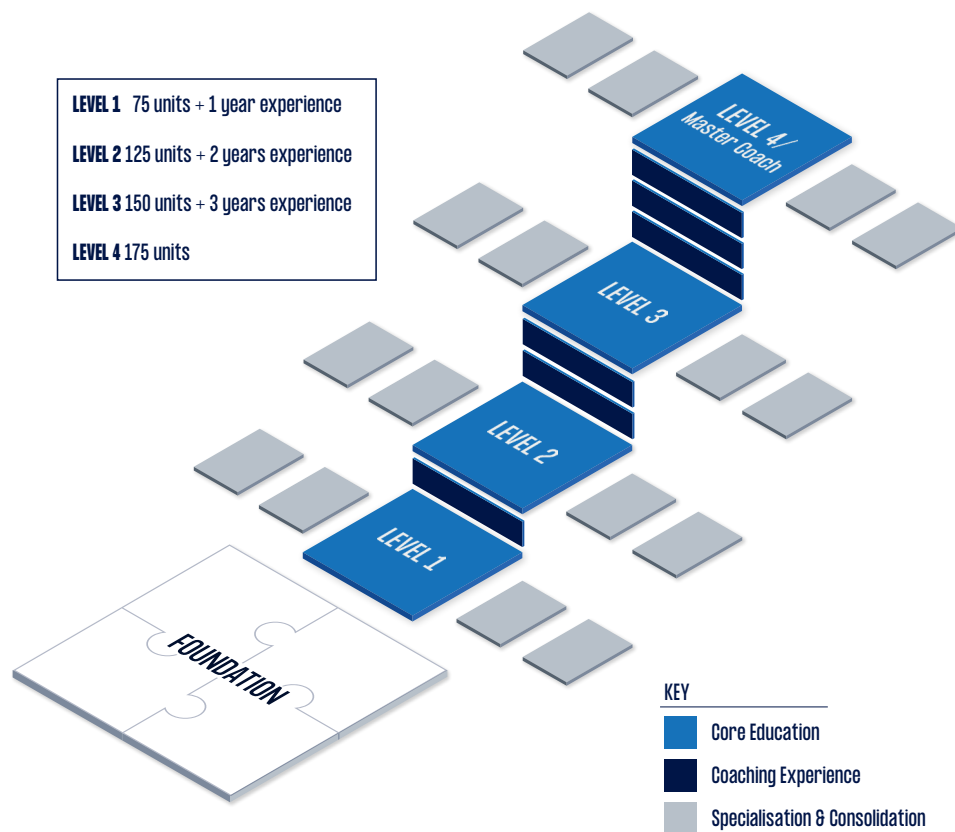 LEVEL 1 75 units + 1 year experience
LEVEL 2 125 units + 2 years experience
LEVEL 3 150 units + 3 years experience
LEVEL 4 175 units
LEVEL 4/
Master Coach
LEVEL 3
LEVEL 2
LEVEL 1
FOUNDATION
KEY
Core Education
Coaching Experience
Specialisation & Consolidation